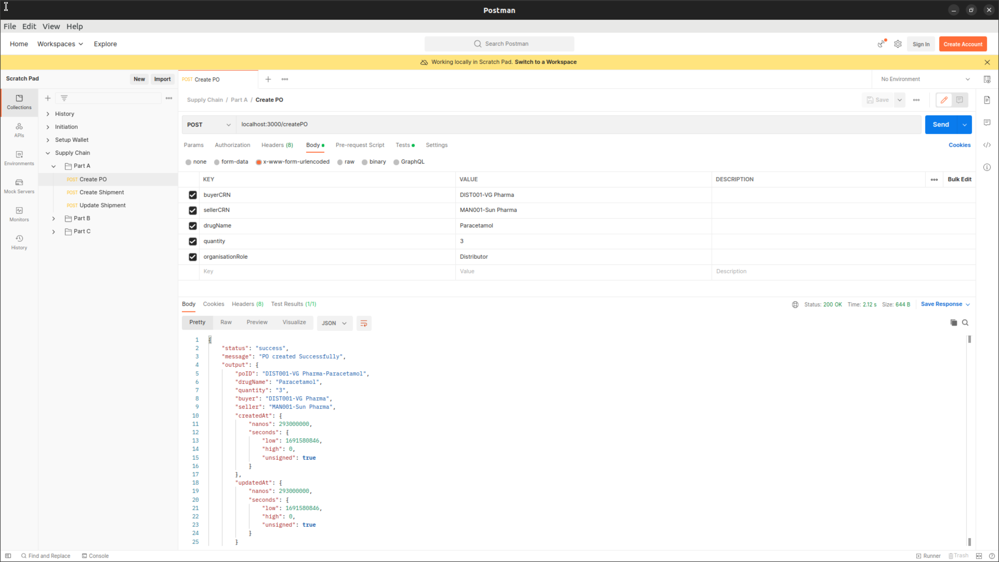 Postman
File Edit View Help
Home Workspaces Explore Search Postman Sign In Create Account
Working locally in Scratch Pad. Switch to a Workspace
Scratch Pad New Import POST Create PO No Environment
Collections
APIs
Environments
Mock Servers
Monitors
History
History
Initiation
Setup Wallet
Supply Chain
Part A
POST Create PO
POST Create Shipment
POST Update Shipment
Part B
Part C
Supply Chain / Part A / Create PO Save
POST localhost:3000/createPO Send
Params Authorization Headers (8) Body Pre-request Script Tests Settings Cookies
none form-data x-www-form-urlencoded raw binary GraphQL
KEY VALUE DESCRIPTION Bulk Edit
buyerCRN DIST001-VG Pharma
sellerCRN MAN001-Sun Pharma
drugName Paracetamol
quantity 3
organisationRole Distributor
Key Value Description
Body Cookies Headers (8) Test Results (1/1) Status: 200 OK Time: 2.12 s Size: 644 B Save Response
Pretty Raw Preview Visualize JSON
1 {
2 "status": "success",
3 "message": "PO created Successfully",
4 "output": {
5 "poID": "DIST001-VG Pharma-Paracetamol",
6 "drugName": "Paracetamol",
7 "quantity": "3",
8 "buyer": "DIST001-VG Pharma",
9 "seller": "MAN001-Sun Pharma",
10 "createdAt": {
11 "nanos": 293000000,
12 "seconds": {
13 "low": 1691580846,
14 "high": 0,
15 "unsigned": true
16 }
17 },
18 "updatedAt": {
19 "nanos": 293000000,
20 "seconds": {
21 "low": 1691580846,
22 "high": 0,
23 "unsigned": true
24 }
25 }
Find and Replace Console Runner Trash